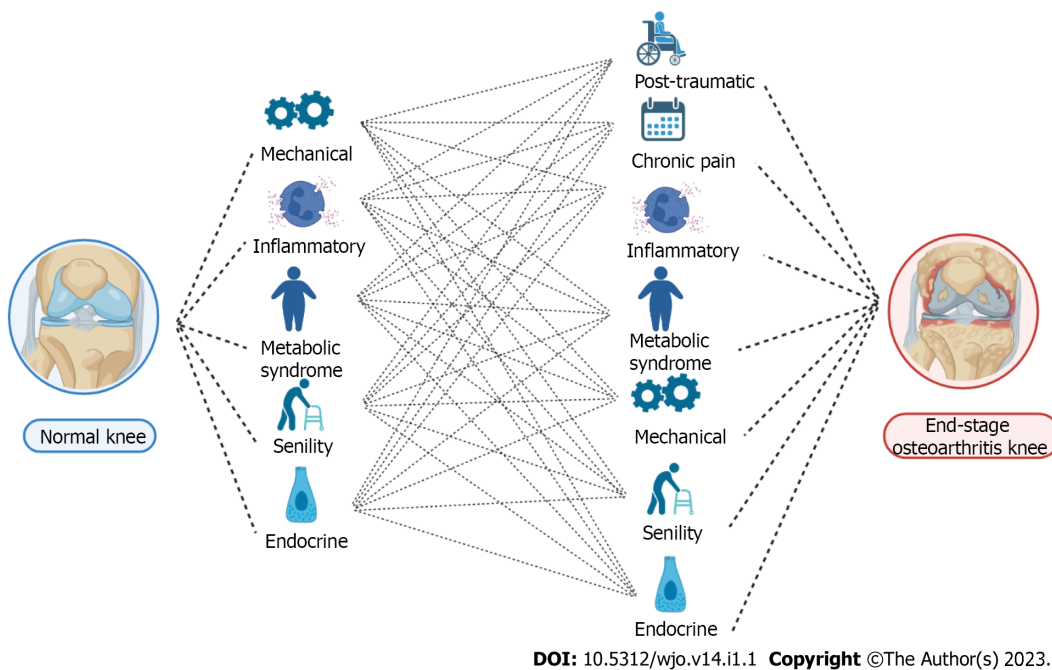 Post-traumatic
Mechanical
Chronic pain
Inflammatory
Inflammatory
Metabolic
syndrome
Metabolic
syndrome
Normal knee
Senility
Mechanical
End-stage
osteoarthritis knee
Endocrine
Senility
Endocrine
DOI: 10.5312/wjo.v14.i1.1 Copyright ©The Author(s) 2023.